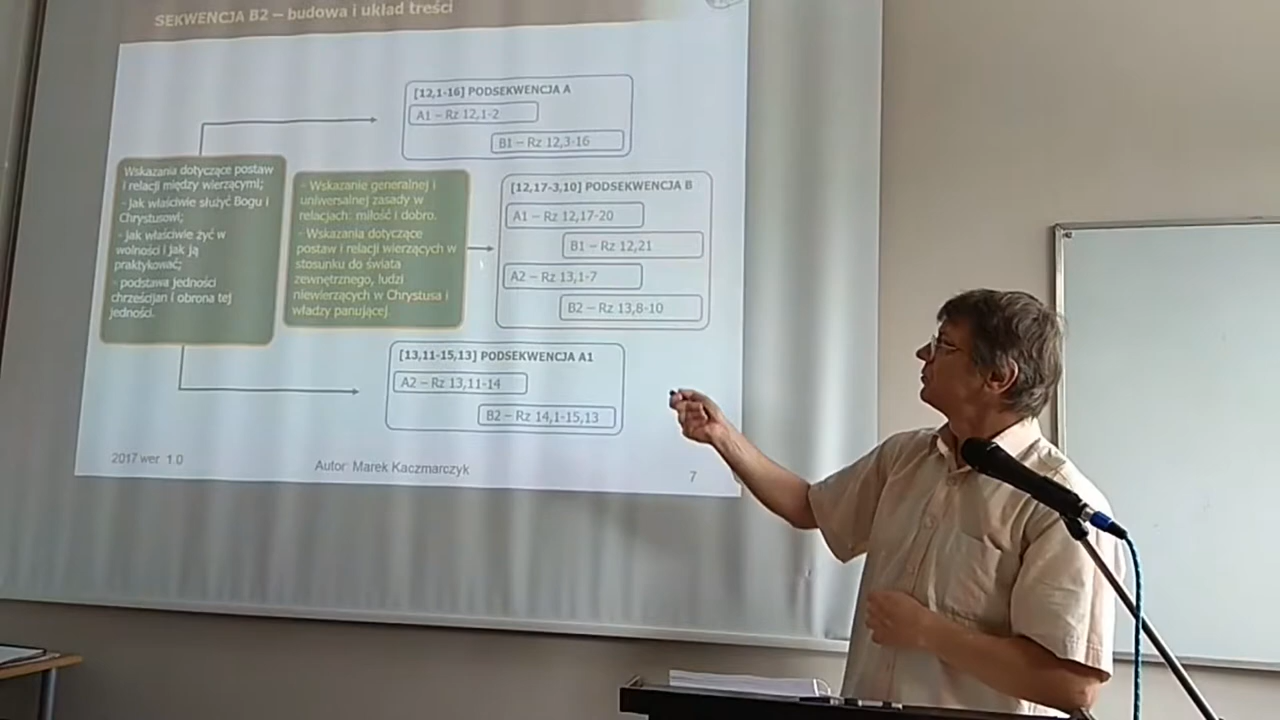 SEKWENCJA B2 – budowa i układ treści
[12,1-16] PODSEKWENCJA A
A1 – Rz 12,1-2
B1 – Rz 12,3-16
Wskazania dotyczące postaw
i relacji między wierzącymi;
- Jak właściwie służyć Bogu i
Chrystusowi;
- jak właściwie żyć w
wolności i jak ją
praktykować;
- podstawa jedności
chrześcijan i obrona tej
jedności.
- Wskazanie generalnej i
uniwersalnej zasady w
relacjach: miłość i dobro.
- Wskazania dotyczące
postaw i relacji wierzących w
stosunku do świata
zewnętrznego, ludzi
niewierzących w Chrystusa i
władzy panującej.
[12,17-3,10] PODSEKWENCJA B
A1 – Rz 12,17-20
B1 – Rz 12,21
A2 – Rz 13,1-7
B2 – Rz 13,8-10
[13,11-15,13] PODSEKWENCJA A1
A2 – Rz 13,11-14
B2 – Rz 14,1-15,13
2017 wer 1.0
Autor: Marek Kaczmarczyk
7